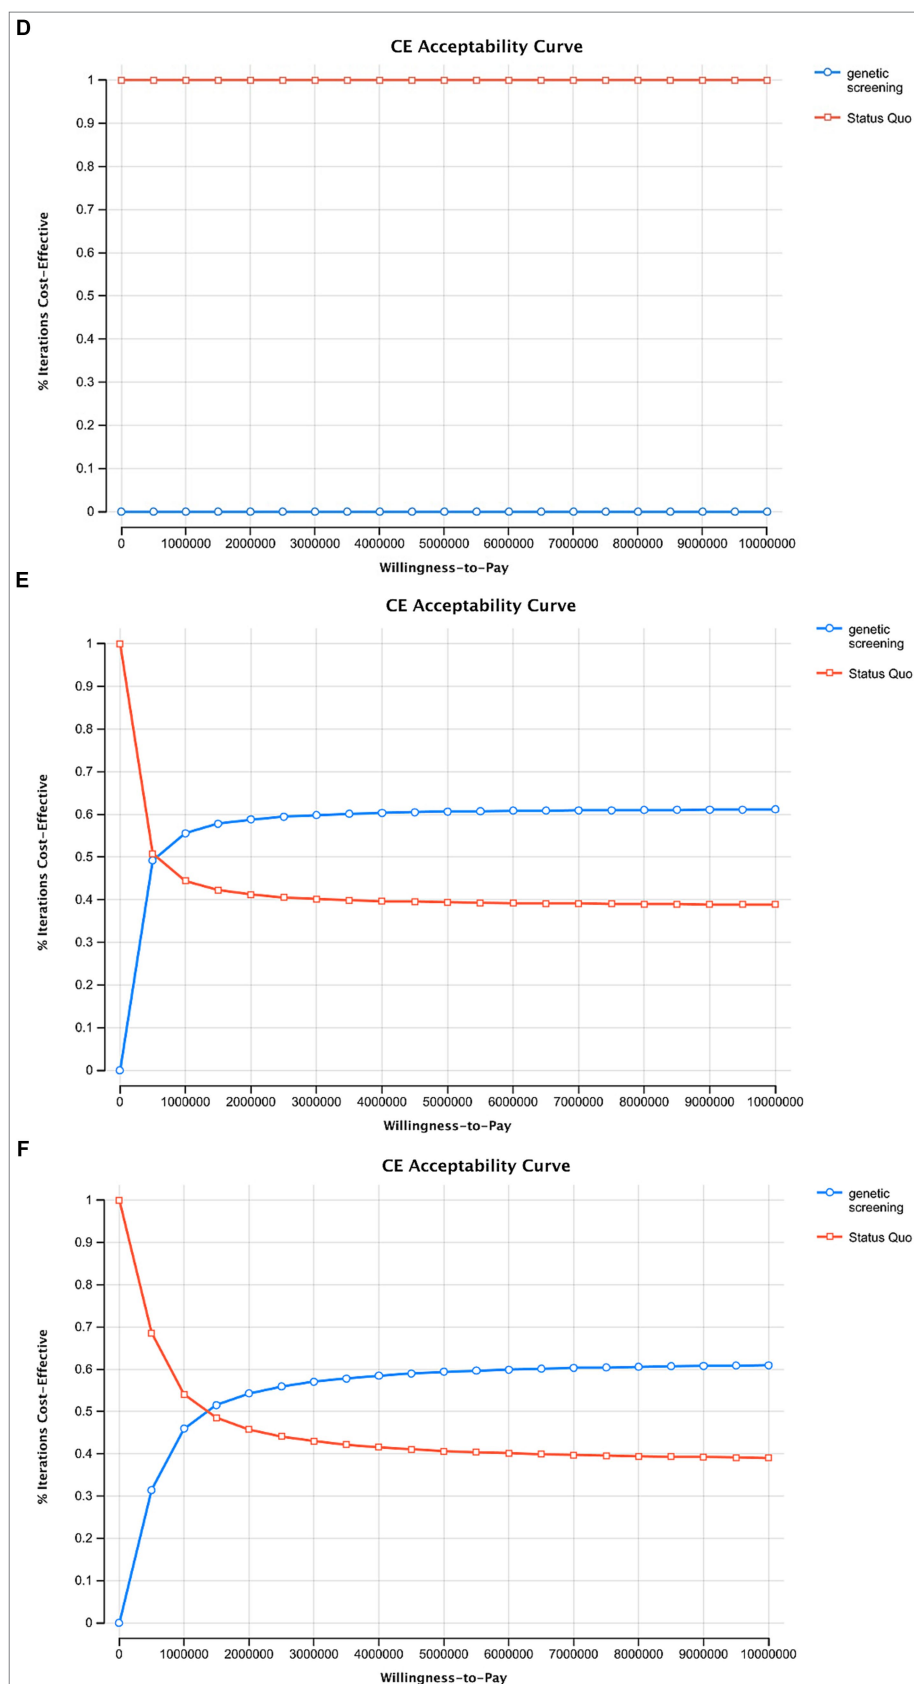 D
CE Acceptability Curve
genetic
screening
Status Quo
% Iterations Cost-Effective
1
0.9
0.8
0.7
0.6
0.5
0.4
0.3
0.2
0.1
0
0 1000000 2000000 3000000 4000000 5000000 6000000 7000000 8000000 9000000 10000000
Willingness-to-Pay
E
CE Acceptability Curve
genetic
screening
Status Quo
% Iterations Cost-Effective
1
0.9
0.8
0.7
0.6
0.5
0.4
0.3
0.2
0.1
0
0 1000000 2000000 3000000 4000000 5000000 6000000 7000000 8000000 9000000 10000000
Willingness-to-Pay
F
CE Acceptability Curve
genetic
screening
Status Quo
% Iterations Cost-Effective
1
0.9
0.8
0.7
0.6
0.5
0.4
0.3
0.2
0.1
0
0 1000000 2000000 3000000 4000000 5000000 6000000 7000000 8000000 9000000 10000000
Willingness-to-Pay